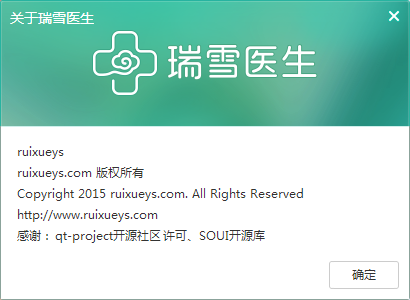 关于瑞雪医生
瑞雪医生
ruixueys
ruixueys.com 版权所有
Copyright 2015 ruixueys.com. All Rights Reserved
http://www.ruixueys.com
感谢：qt-project开源社区许可、SOUI开源库
确定